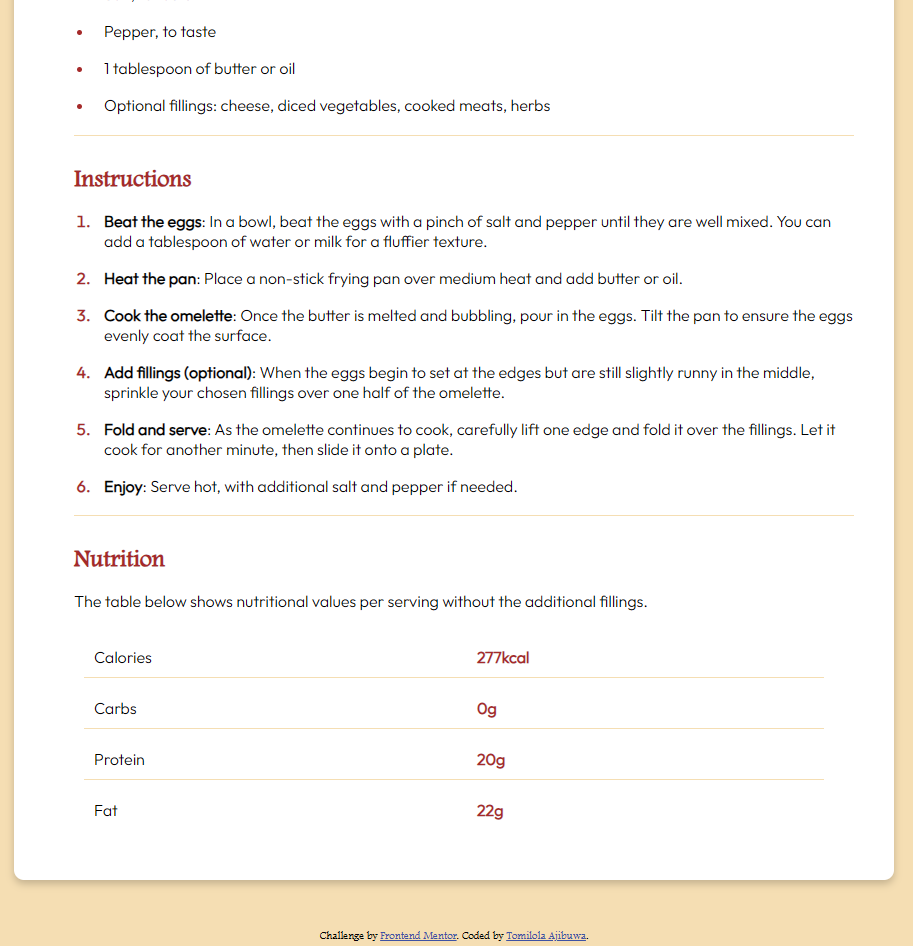 • Pepper, to taste
• 1 tablespoon of butter or oil
• Optional fillings: cheese, diced vegetables, cooked meats, herbs
Instructions
1. Beat the eggs: In a bowl, beat the eggs with a pinch of salt and pepper until they are well mixed. You can
add a tablespoon of water or milk for a fluffier texture.
2. Heat the pan: Place a non-stick frying pan over medium heat and add butter or oil.
3. Cook the omelette: Once the butter is melted and bubbling, pour in the eggs. Tilt the pan to ensure the eggs
evenly coat the surface.
4. Add fillings (optional): When the eggs begin to set at the edges but are still slightly runny in the middle,
sprinkle your chosen fillings over one half of the omelette.
5. Fold and serve: As the omelette continues to cook, carefully lift one edge and fold it over the fillings. Let it
cook for another minute, then slide it onto a plate.
6. Enjoy: Serve hot, with additional salt and pepper if needed.
Nutrition
The table below shows nutritional values per serving without the additional fillings.
Calories 277kcal
Carbs 0g
Protein 20g
Fat 22g
Challenge by Frontend Mentor. Coded by Tomilola Ajibuwa.